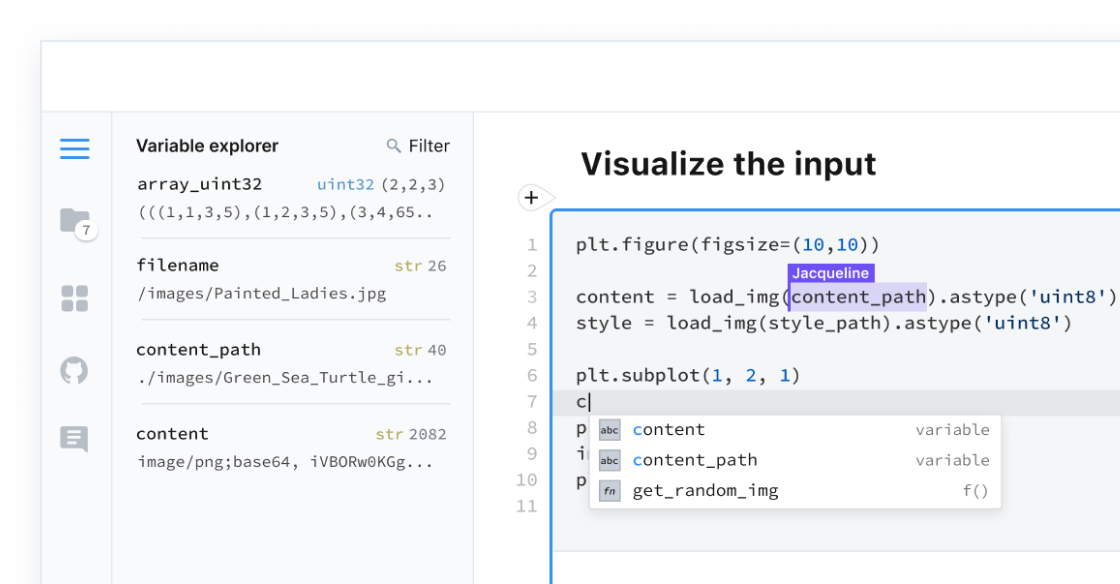 Variable explorer Filter
array_uint32 uint32 (2,2,3)
(((1,1,3,5),(1,2,3,5),(3,4,65..
7
filename str 26
/images/Painted_Ladies.jpg
content_path str 40
./images/Green_Sea_Turtle_gi...
content str 2082
image/png;base64, iVBORw0KGg...
Visualize the input
+
1 plt.figure(figsize=(10,10))
2
Jacqueline
3 content = load_img(content_path).astype('uint8')
4 style = load_img(style_path).astype('uint8')
5
6 plt.subplot(1, 2, 1)
7 c
8 p
abc content variable
9 i
abc content_path variable
10 p
fn get_random_img f()
11